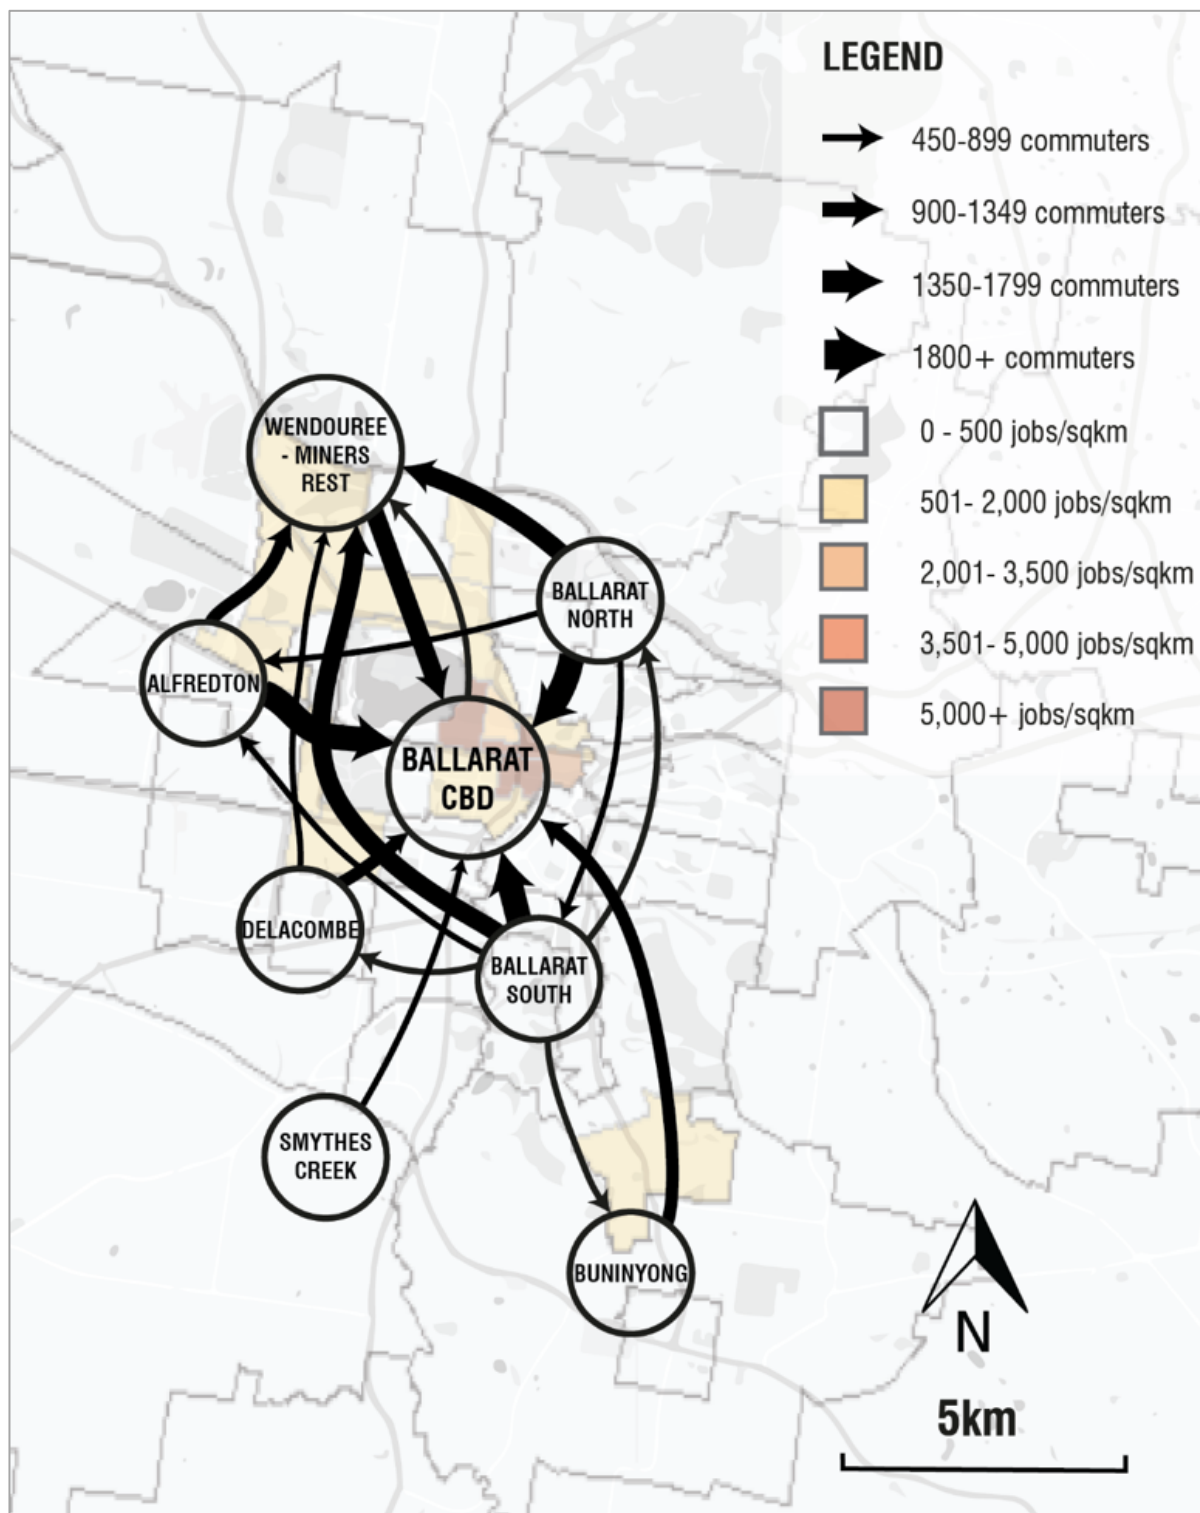 LEGEND
450-899 commuters
900-1349 commuters
1350-1799 commuters
1800+ commuters
0 - 500 jobs/sqkm
501- 2,000 jobs/sqkm
2,001- 3,500 jobs/sqkm
3,501- 5,000 jobs/sqkm
5,000+ jobs/sqkm
WENDOUREE
- MINERS
REST
BALLARAT
NORTH
ALFREDTON
BALLARAT
CBD
DELACOMBE
BALLARAT
SOUTH
SMYTHES
CREEK
BUNINYONG
N
5km